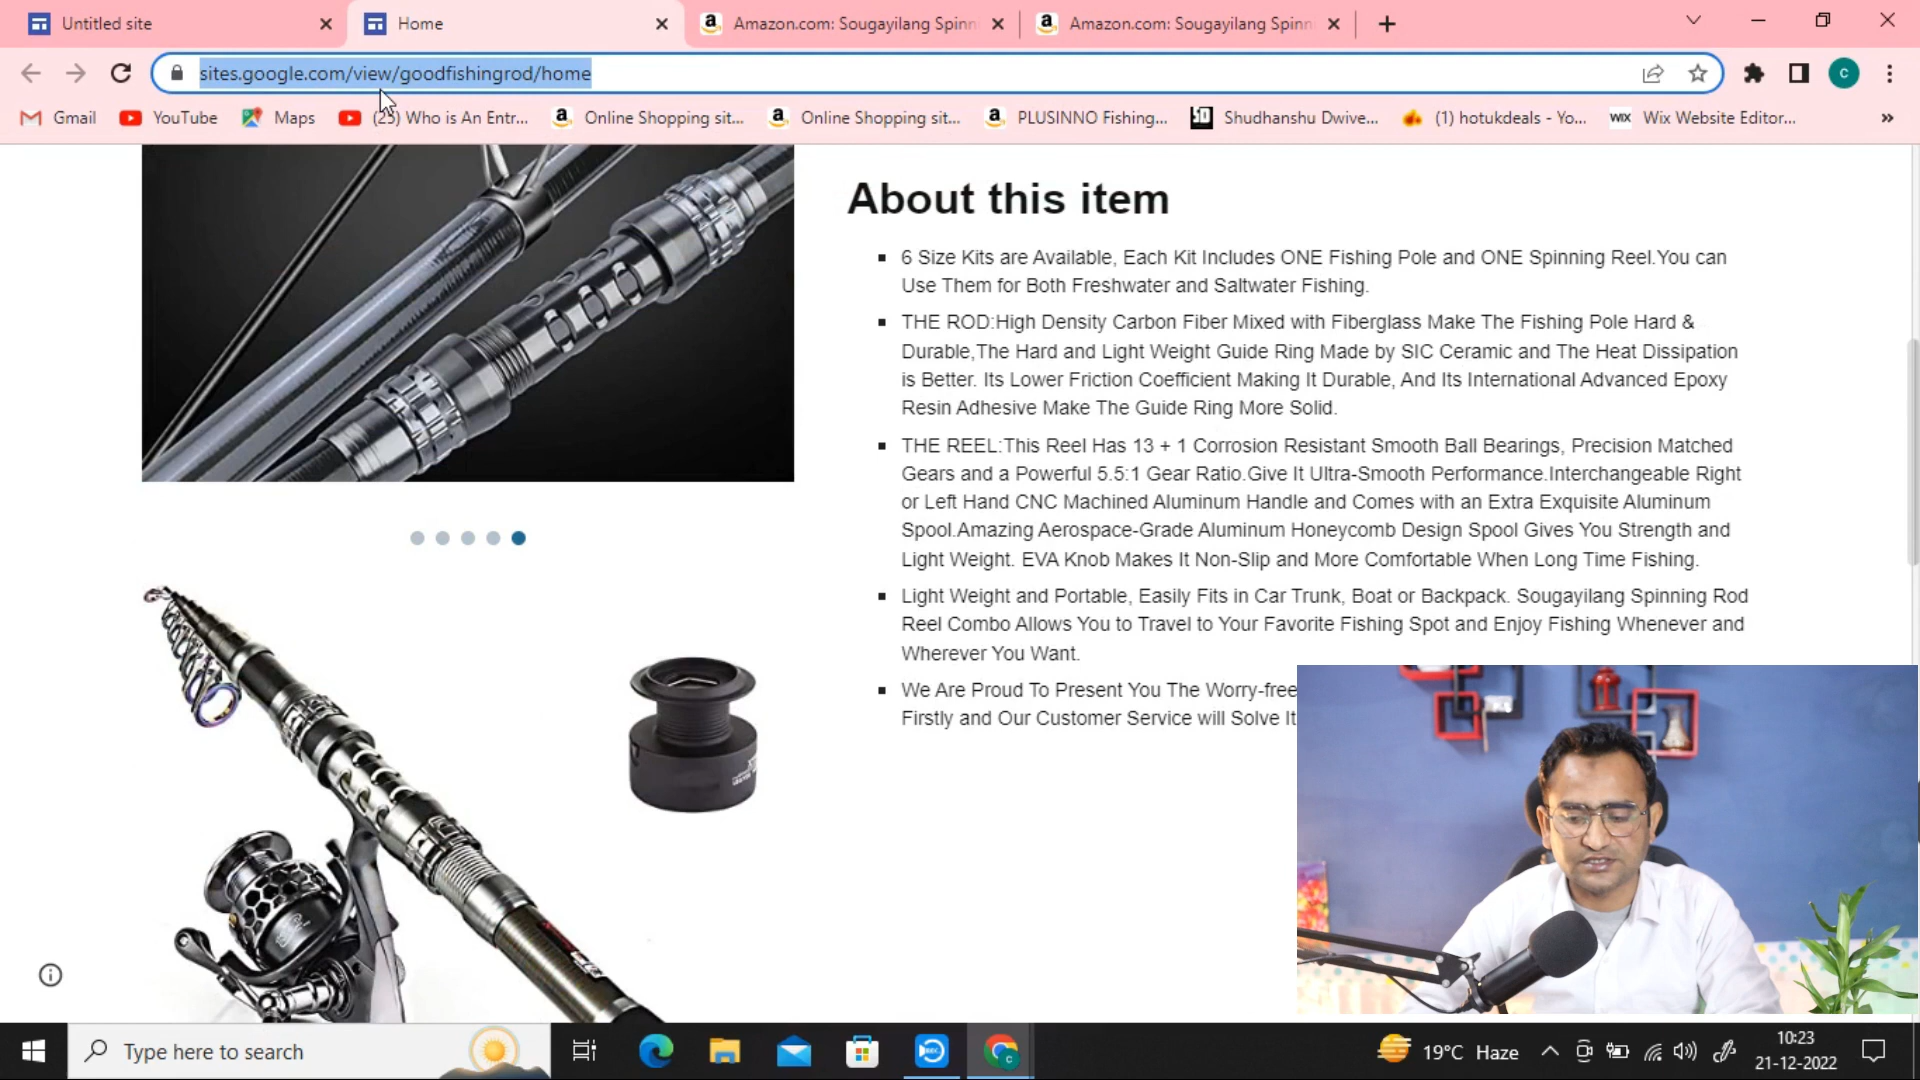 Untitled site
Home
Amazon.com: Sougayilang Spinn
Amazon.com: Sougayilang Spinn
sites.google.com/view/goodfishingrod/home
C
Gmail
YouTube
Maps
(25) Who is An Entr...
Online Shopping sit...
Online Shopping sit...
PLUSINNO Fishing...
Shudhanshu Dwive...
(1) hotukdeals - Yo...
WIX
Wix Website Editor...
About this item
6 Size Kits are Available, Each Kit Includes ONE Fishing Pole and ONE Spinning Reel.You can
Use Them for Both Freshwater and Saltwater Fishing.
THE ROD:High Density Carbon Fiber Mixed with Fiberglass Make The Fishing Pole Hard &
Durable,The Hard and Light Weight Guide Ring Made by SIC Ceramic and The Heat Dissipation
is Better. Its Lower Friction Coefficient Making It Durable, And Its International Advanced Epoxy
Resin Adhesive Make The Guide Ring More Solid.
THE REEL:This Reel Has 13 + 1 Corrosion Resistant Smooth Ball Bearings, Precision Matched
Gears and a Powerful 5.5:1 Gear Ratio.Give It Ultra-Smooth Performance.Interchangeable Right
or Left Hand CNC Machined Aluminum Handle and Comes with an Extra Exquisite Aluminum
Spool.Amazing Aerospace-Grade Aluminum Honeycomb Design Spool Gives You Strength and
Light Weight. EVA Knob Makes It Non-Slip and More Comfortable When Long Time Fishing.
Light Weight and Portable, Easily Fits in Car Trunk, Boat or Backpack. Sougayilang Spinning Rod
Reel Combo Allows You to Travel to Your Favorite Fishing Spot and Enjoy Fishing Whenever and
Wherever You Want.
We Are Proud To Present You The Worry-free
Firstly and Our Customer Service will Solve It
Type here to search
REC
19°C Haze
10:23
21-12-2022